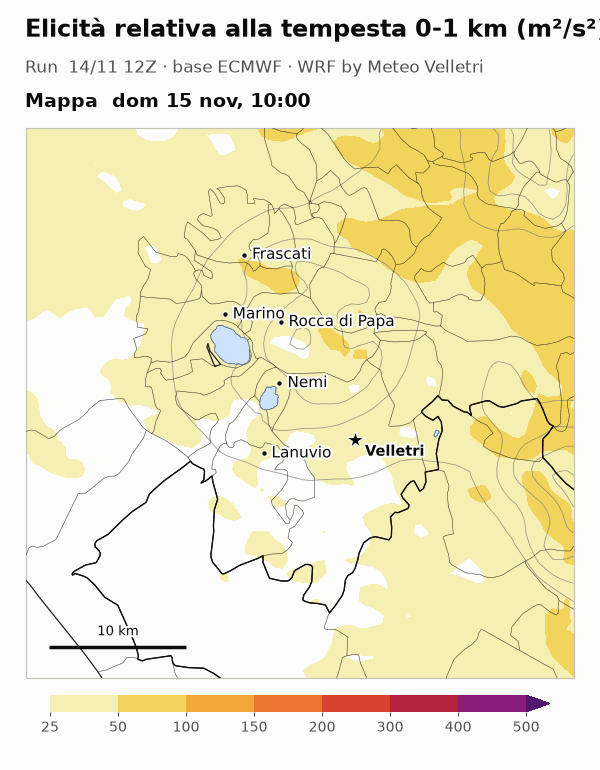 Elicità relativa alla tempesta 0-1 km (m²/s²)
Run 14/11 12Z · base ECMWF · WRF by Meteo Velletri
Mappa dom 15 nov, 10:00
Frascati
Marino
Rocca di Papa
Nemi
Velletri
Lanuvio
10 km
25 50 100 150 200 300 400 500